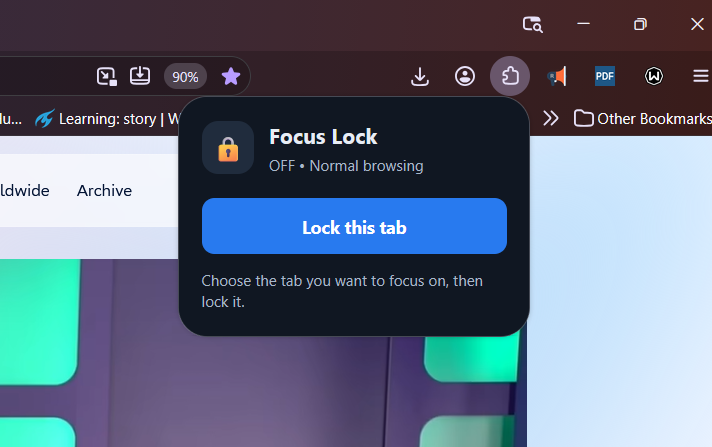 90%
PDF
lu...
Learning: story | W
Other Bookmarks
ldwide
Archive
Focus Lock
OFF • Normal browsing
Lock this tab
Choose the tab you want to focus on, then
lock it.